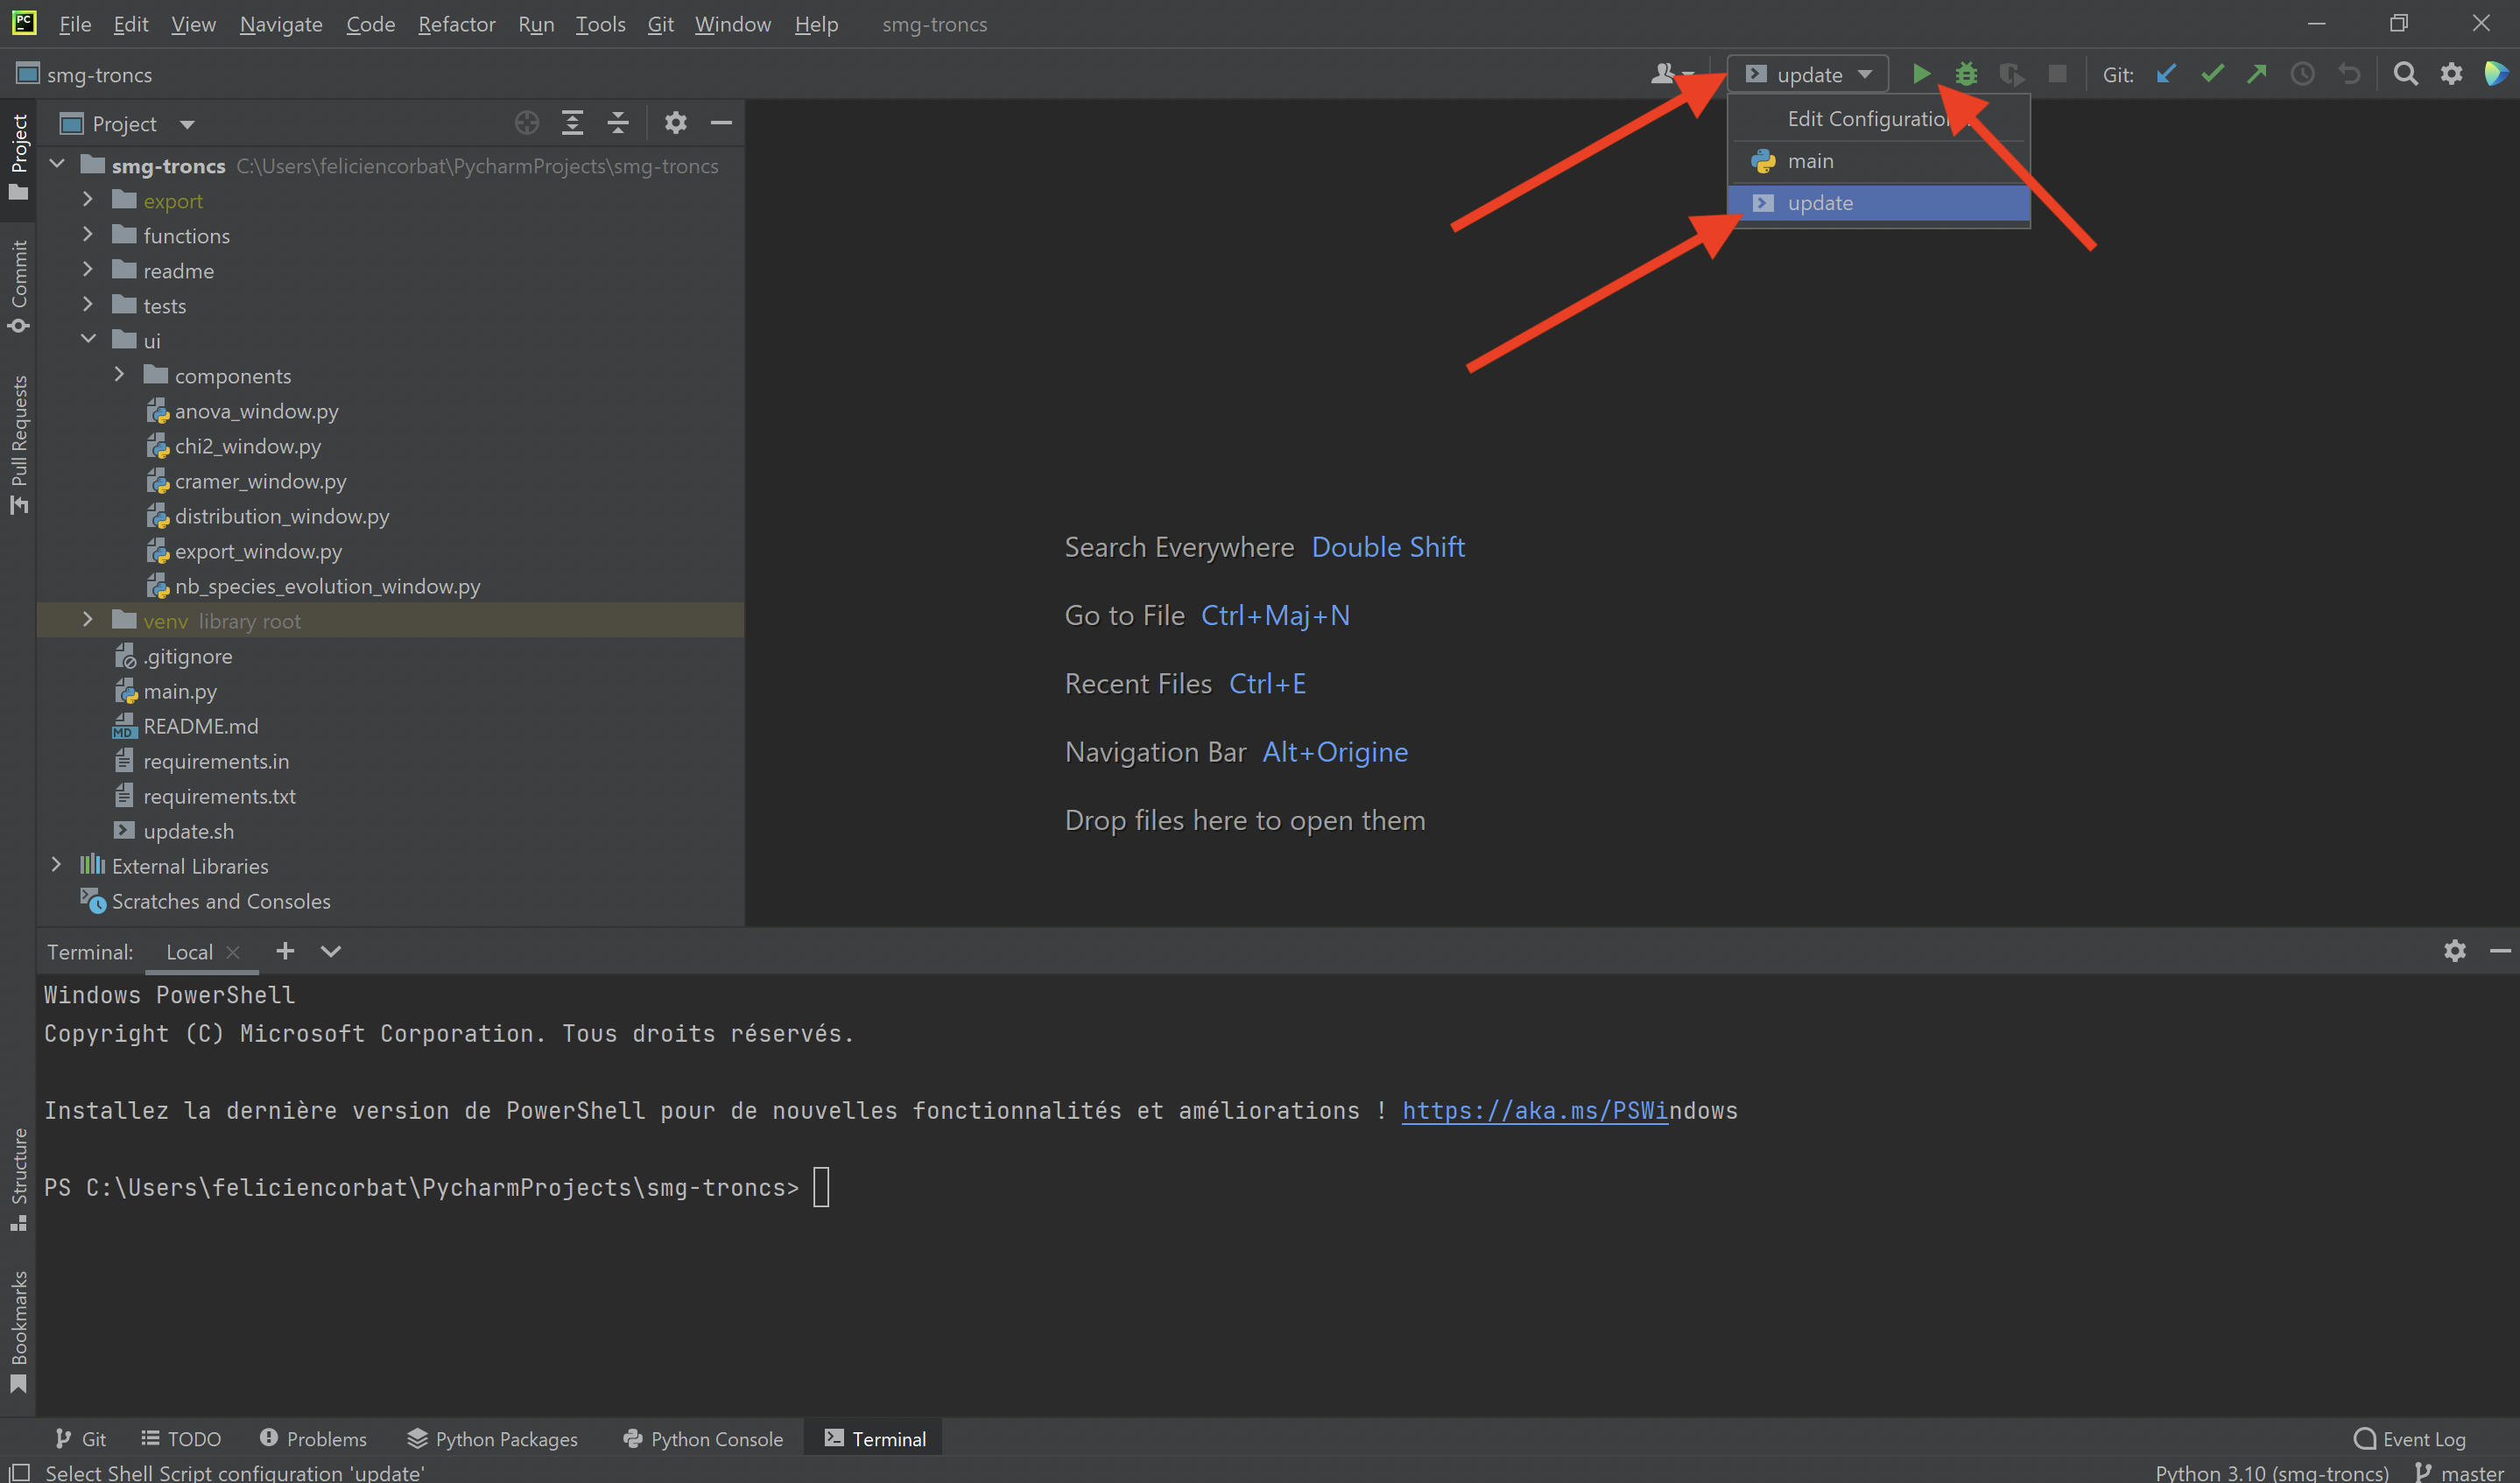 PC
File Edit View Navigate Code Refactor Run Tools Git Window Help smg-troncs
smg-troncs
update
Git:
Edit Configuration
main
update
Project
smg-troncs C:\Users\feliciencorbat\PycharmProjects\smg-troncs
export
functions
readme
tests
ui
components
anova_window.py
chi2_window.py
cramer_window.py
distribution_window.py
export_window.py
nb_species_evolution_window.py
venv library root
.gitignore
main.py
MD README.md
requirements.in
requirements.txt
update.sh
External Libraries
Scratches and Consoles
Project
Commit
Pull Requests
Structure
Bookmarks
Search Everywhere Double Shift
Go to File Ctrl+Maj+N
Recent Files Ctrl+E
Navigation Bar Alt+Origine
Drop files here to open them
Terminal: Local
Windows PowerShell
Copyright (C) Microsoft Corporation. Tous droits réservés.
Installez la dernière version de PowerShell pour de nouvelles fonctionnalités et améliorations ! https://aka.ms/PSWindows
PS C:\Users\feliciencorbat\PycharmProjects\smg-troncs>
Git TODO Problems Python Packages Python Console Terminal Event Log
Select Shell Script configuration 'update' Python 3.10 (smg-troncs) master